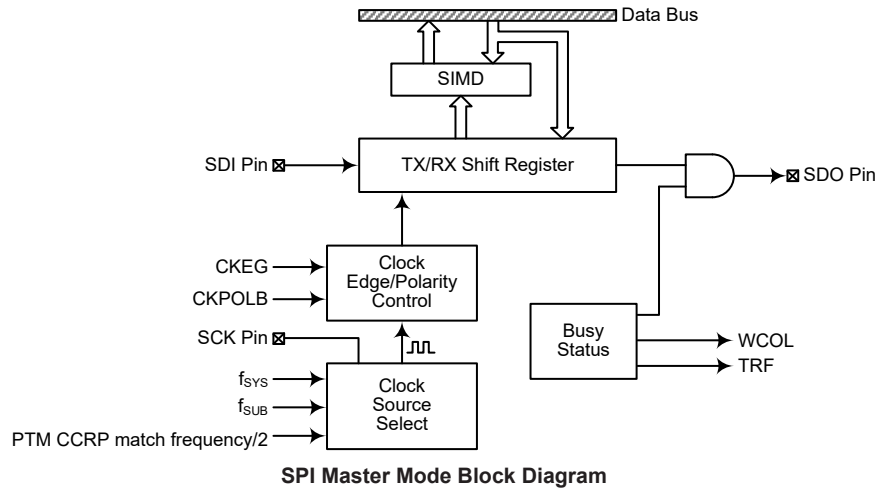 Data Bus
SIMD
SDI Pin
TX/RX Shift Register
SDO Pin
CKEG
CKPOLB
Clock
Edge/Polarity
Control
SCK Pin
Busy
Status
WCOL
TRF
fSYS
fSUB
PTM CCRP match frequency/2
Clock
Source
Select
SPI Master Mode Block Diagram